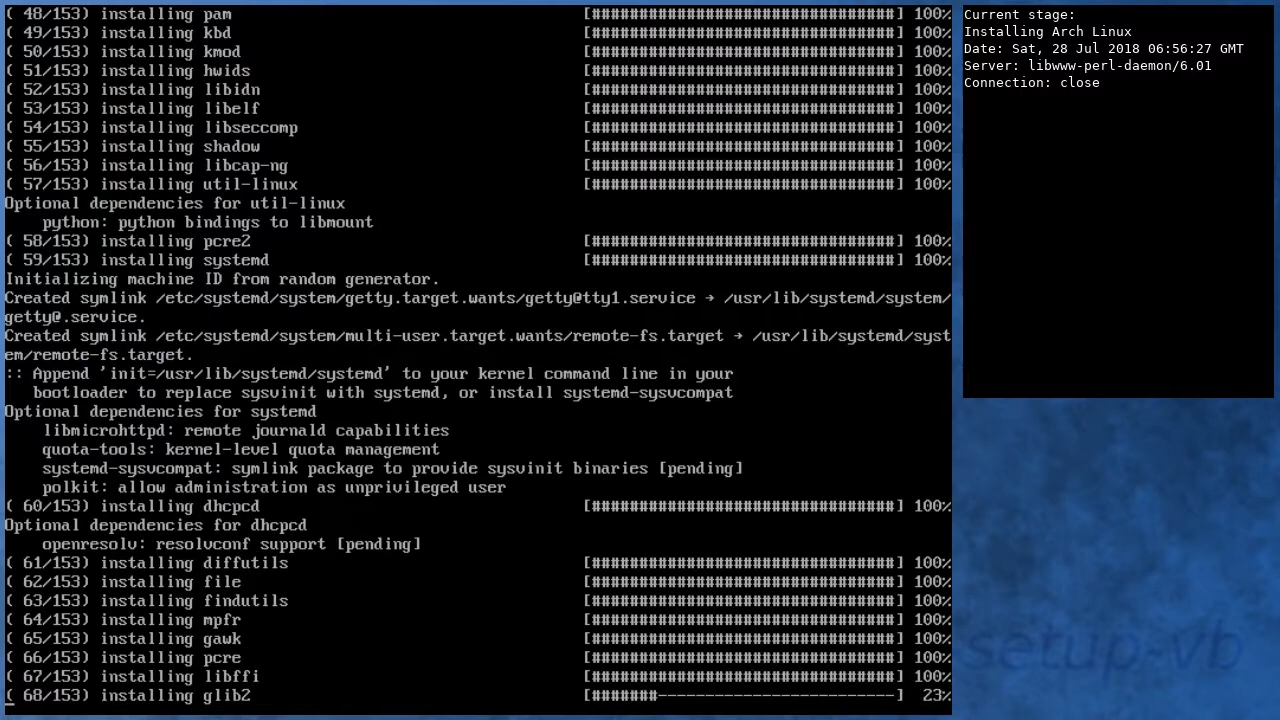 ( 48/153) installing pam [################################] 100%
( 49/153) installing kbd [################################] 100%
( 50/153) installing kmod [################################] 100%
( 51/153) installing hwids [################################] 100%
( 52/153) installing libidn [################################] 100%
( 53/153) installing libelf [################################] 100%
( 54/153) installing libseccomp [################################] 100%
( 55/153) installing shadow [################################] 100%
( 56/153) installing libcap-ng [################################] 100%
( 57/153) installing util-linux [################################] 100%
Optional dependencies for util-linux
    python: python bindings to libmount
( 58/153) installing pcre2 [################################] 100%
( 59/153) installing systemd [################################] 100%
Initializing machine ID from random generator.
Created symlink /etc/systemd/system/getty.target.wants/getty@tty1.service → /usr/lib/systemd/system/
getty@.service.
Created symlink /etc/systemd/system/multi-user.target.wants/remote-fs.target → /usr/lib/systemd/syst
em/remote-fs.target.
:: Append 'init=/usr/lib/systemd/systemd' to your kernel command line in your
   bootloader to replace sysvinit with systemd, or install systemd-sysvcompat
Optional dependencies for systemd
    libmicrohttpd: remote journald capabilities
    quota-tools: kernel-level quota management
    systemd-sysvcompat: symlink package to provide sysvinit binaries [pending]
    polkit: allow administration as unprivileged user
( 60/153) installing dhcpcd [################################] 100%
Optional dependencies for dhcpcd
    openresolv: resolvconf support [pending]
( 61/153) installing diffutils [################################] 100%
( 62/153) installing file [################################] 100%
( 63/153) installing findutils [################################] 100%
( 64/153) installing mpfr [################################] 100%
( 65/153) installing gawk [################################] 100%
( 66/153) installing pcre [################################] 100%
( 67/153) installing libffi [################################] 100%
( 68/153) installing glib2 [#######-------------------------] 23%
Current stage:
Installing Arch Linux
Date: Sat, 28 Jul 2018 06:56:27 GMT
Server: libwww-perl-daemon/6.01
Connection: close
setup-vb